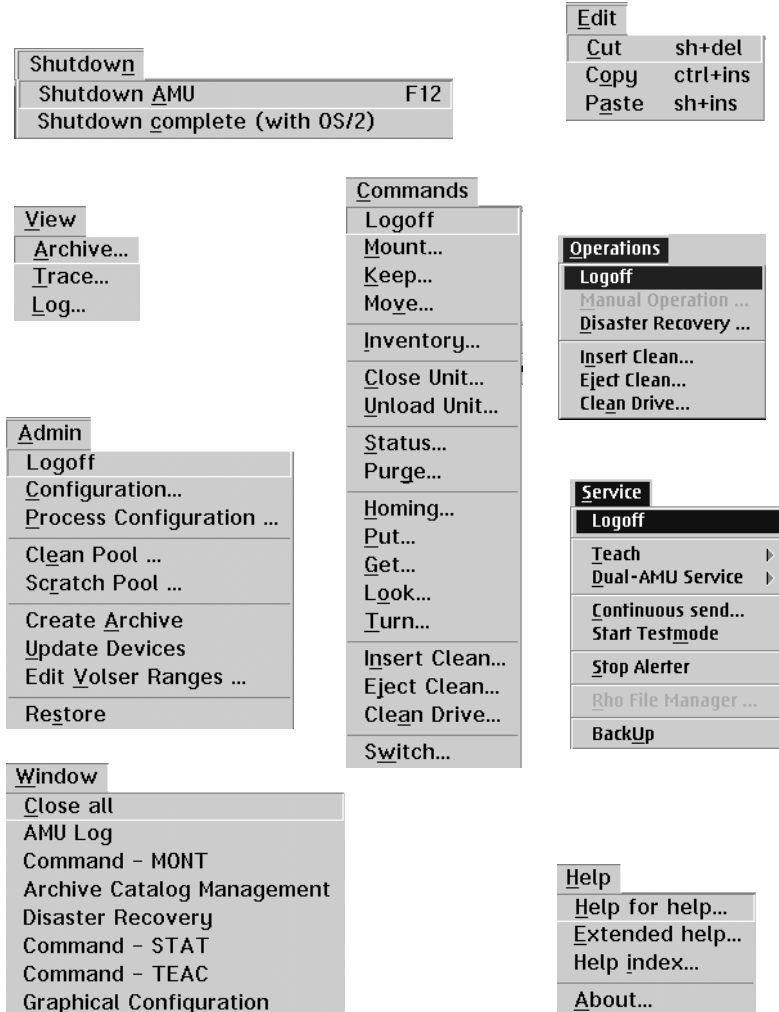 Shutdown
Shutdown AMU F12
Shutdown complete (with OS/2)
Edit
Cut sh+del
Copy ctrl+ins
Paste sh+ins
View
Archive...
Trace...
Log...
Commands
Logoff
Mount...
Keep...
Move...
Inventory...
Close Unit...
Unload Unit...
Status...
Purge...
Homing...
Put...
Get...
Look...
Turn...
Insert Clean...
Eject Clean...
Clean Drive...
Switch...
Operations
Logoff
Manual Operation ...
Disaster Recovery ...
Insert Clean...
Eject Clean...
Clean Drive...
Admin
Logoff
Configuration...
Process Configuration ...
Clean Pool ...
Scratch Pool ...
Create Archive
Update Devices
Edit Volser Ranges ...
Restore
Service
Logoff
Teach
Dual-AMU Service
Continuous send...
Start Testmode
Stop Alerter
Rho File Manager ...
BackUp
Window
Close all
AMU Log
Command - MONT
Archive Catalog Management
Disaster Recovery
Command - STAT
Command - TEAC
Graphical Configuration
Help
Help for help...
Extended help...
Help index...
About...